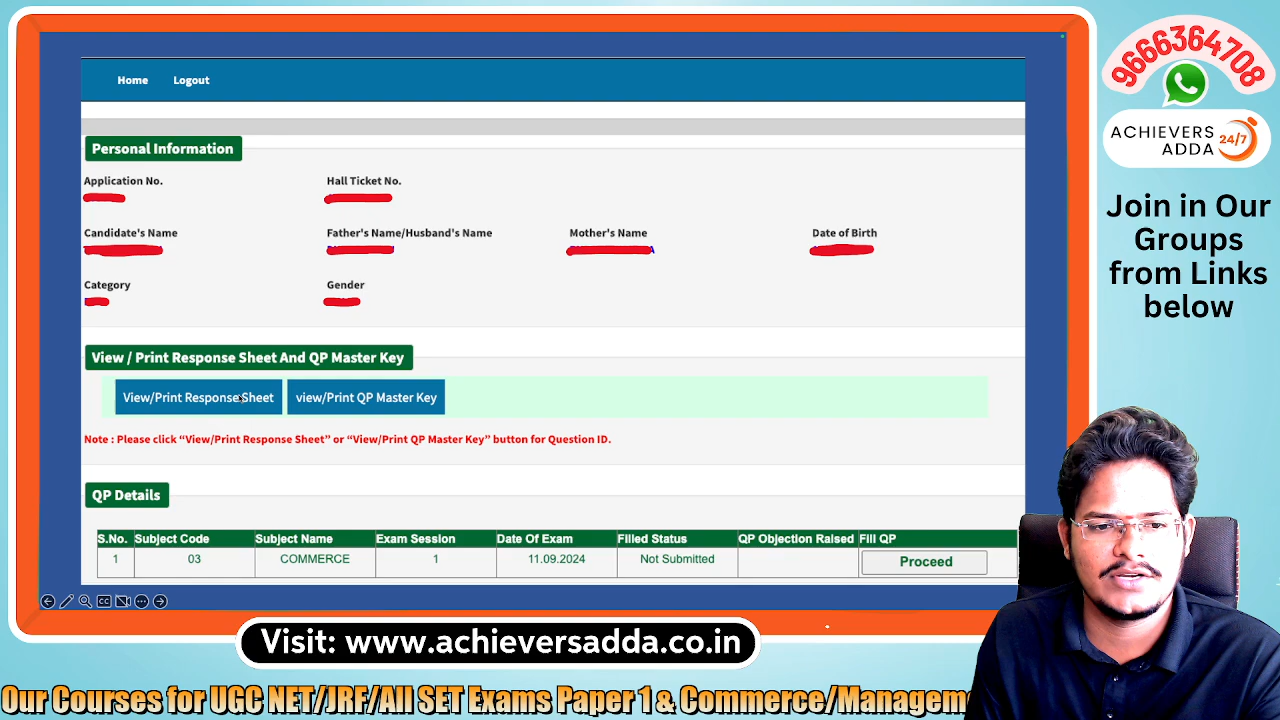 Home Logout
Personal Information
Application No. Hall Ticket No.
Candidate's Name Father's Name/Husband's Name Mother's Name Date of Birth
Category Gender
View / Print Response Sheet And QP Master Key
View/Print Response Sheet view/Print QP Master Key
Note : Please click “View/Print Response Sheet” or “View/Print QP Master Key” button for Question ID.
QP Details
S.No. Subject Code Subject Name Exam Session Date Of Exam Filled Status QP Objection Raised Fill QP
1 03 COMMERCE 1 11.09.2024 Not Submitted Proceed
9666364708
ACHIEVERS
ADDA 24/7
Join in Our
Groups
from Links
below
CC
Visit: www.achieversadda.co.in
Our Courses for UGC NET/JRF/All SET Exams Paper 1 & Commerce/Managem